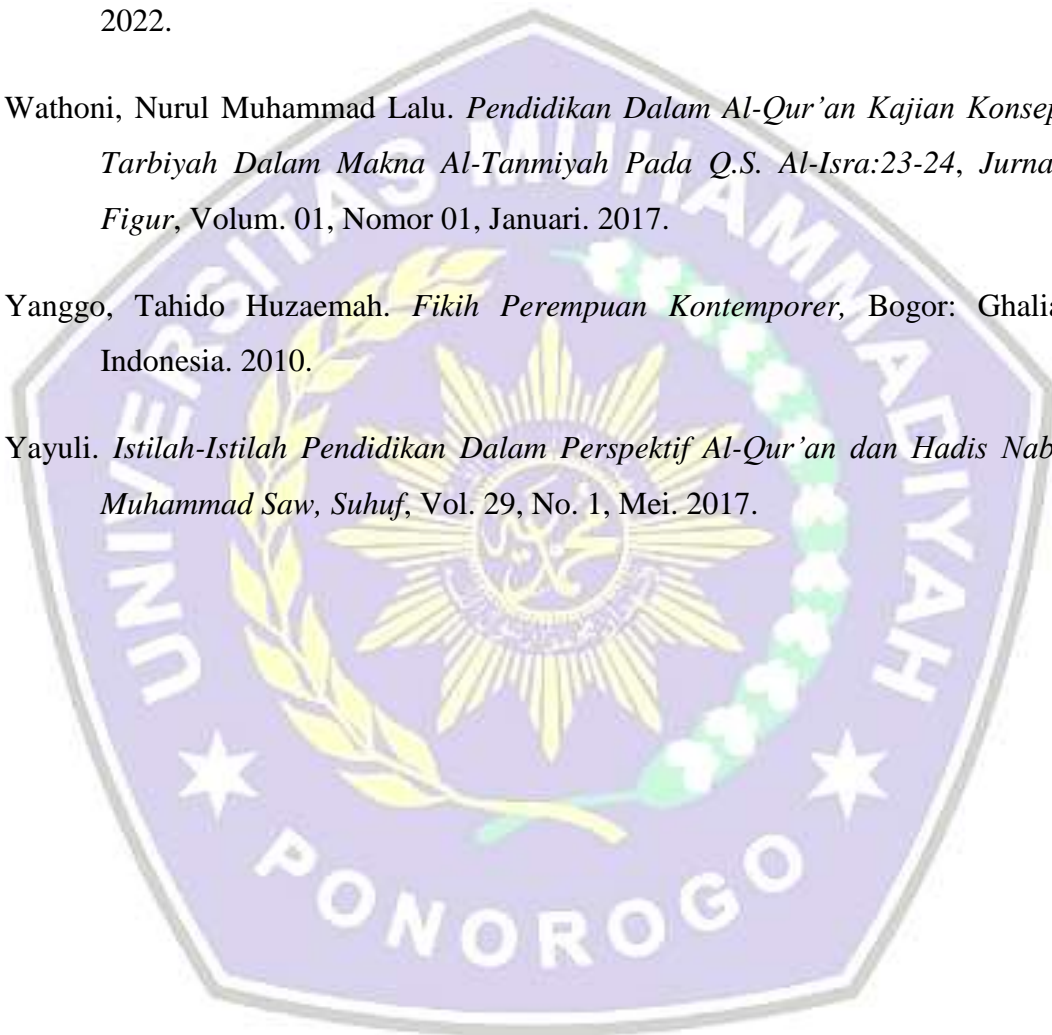 2022.
Wathoni, Nurul Muhammad Lalu. Pendidikan Dalam Al-Qur’an Kajian Konsep
Tarbiyah Dalam Makna Al-Tanmiyah Pada Q.S. Al-Isra:23-24, Jurna
Figur, Volum. 01, Nomor 01, Januari. 2017.
Yanggo, Tahido Huzaemah. Fikih Perempuan Kontemporer, Bogor: Ghalia
Indonesia. 2010.
Yayuli. Istilah-Istilah Pendidikan Dalam Perspektif Al-Qur’an dan Hadis Nab
Muhammad Saw, Suhuf, Vol. 29, No. 1, Mei. 2017.
UNIVERSITAS MUHAMMADIYAH
PONOROGO